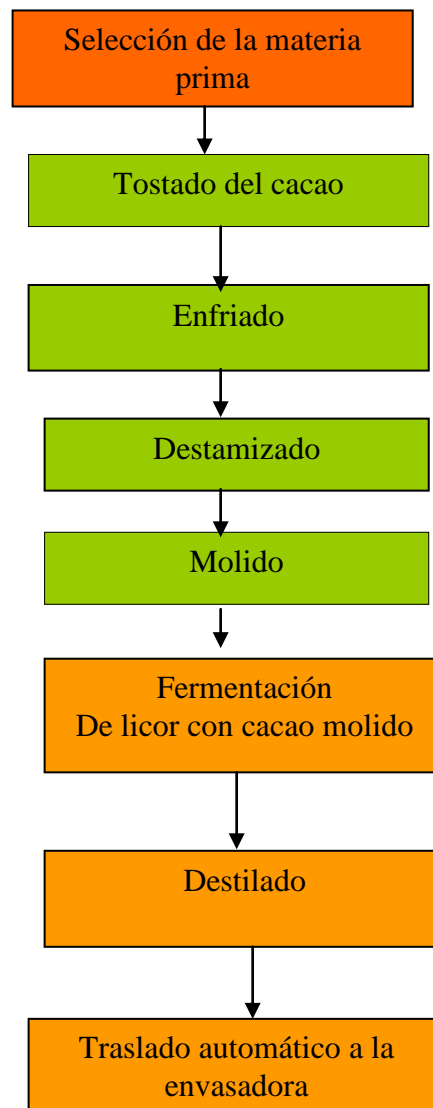 Selección de la materia
prima
Tostado del cacao
Enfriado
Destamizado
Molido
Fermentación
De licor con cacao molido
Destilado
Traslado automático a la
envasadora